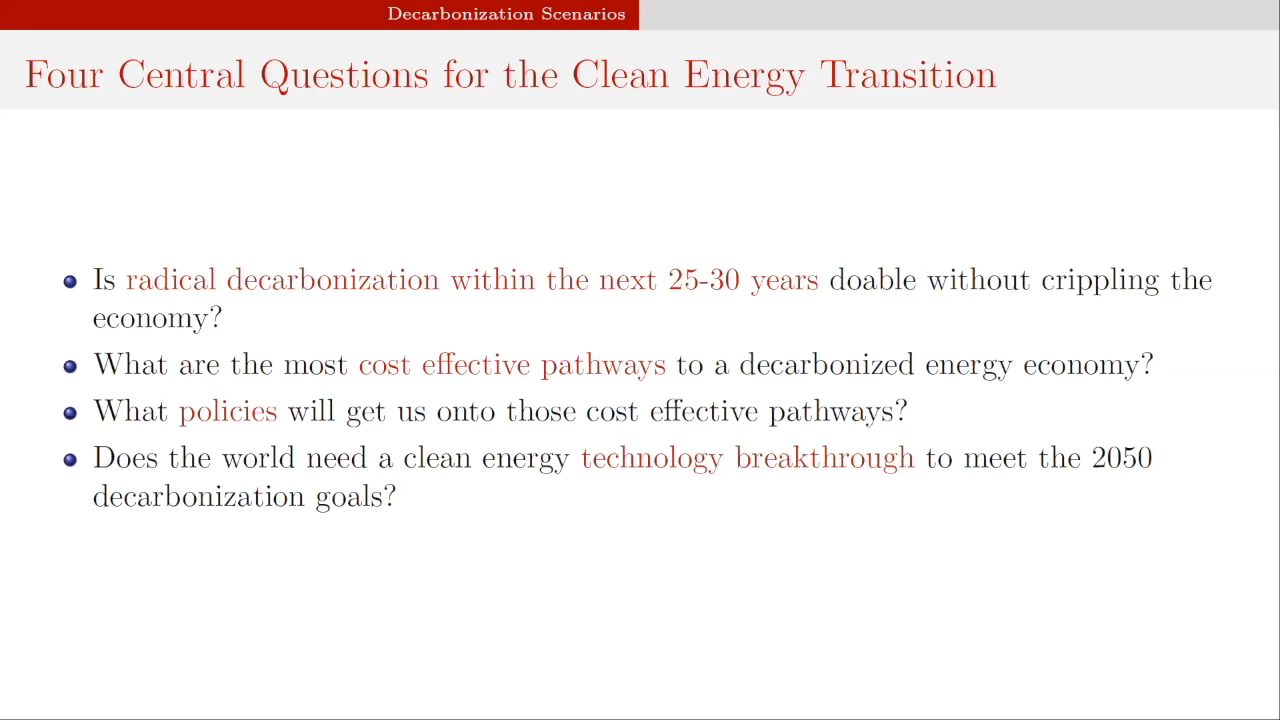 Decarbonization Scenarios
Four Central Questions for the Clean Energy Transition
Is radical decarbonization within the next 25-30 years doable without crippling the
economy?
What are the most cost effective pathways to a decarbonized energy economy?
What policies will get us onto those cost effective pathways?
Does the world need a clean energy technology breakthrough to meet the 2050
decarbonization goals?